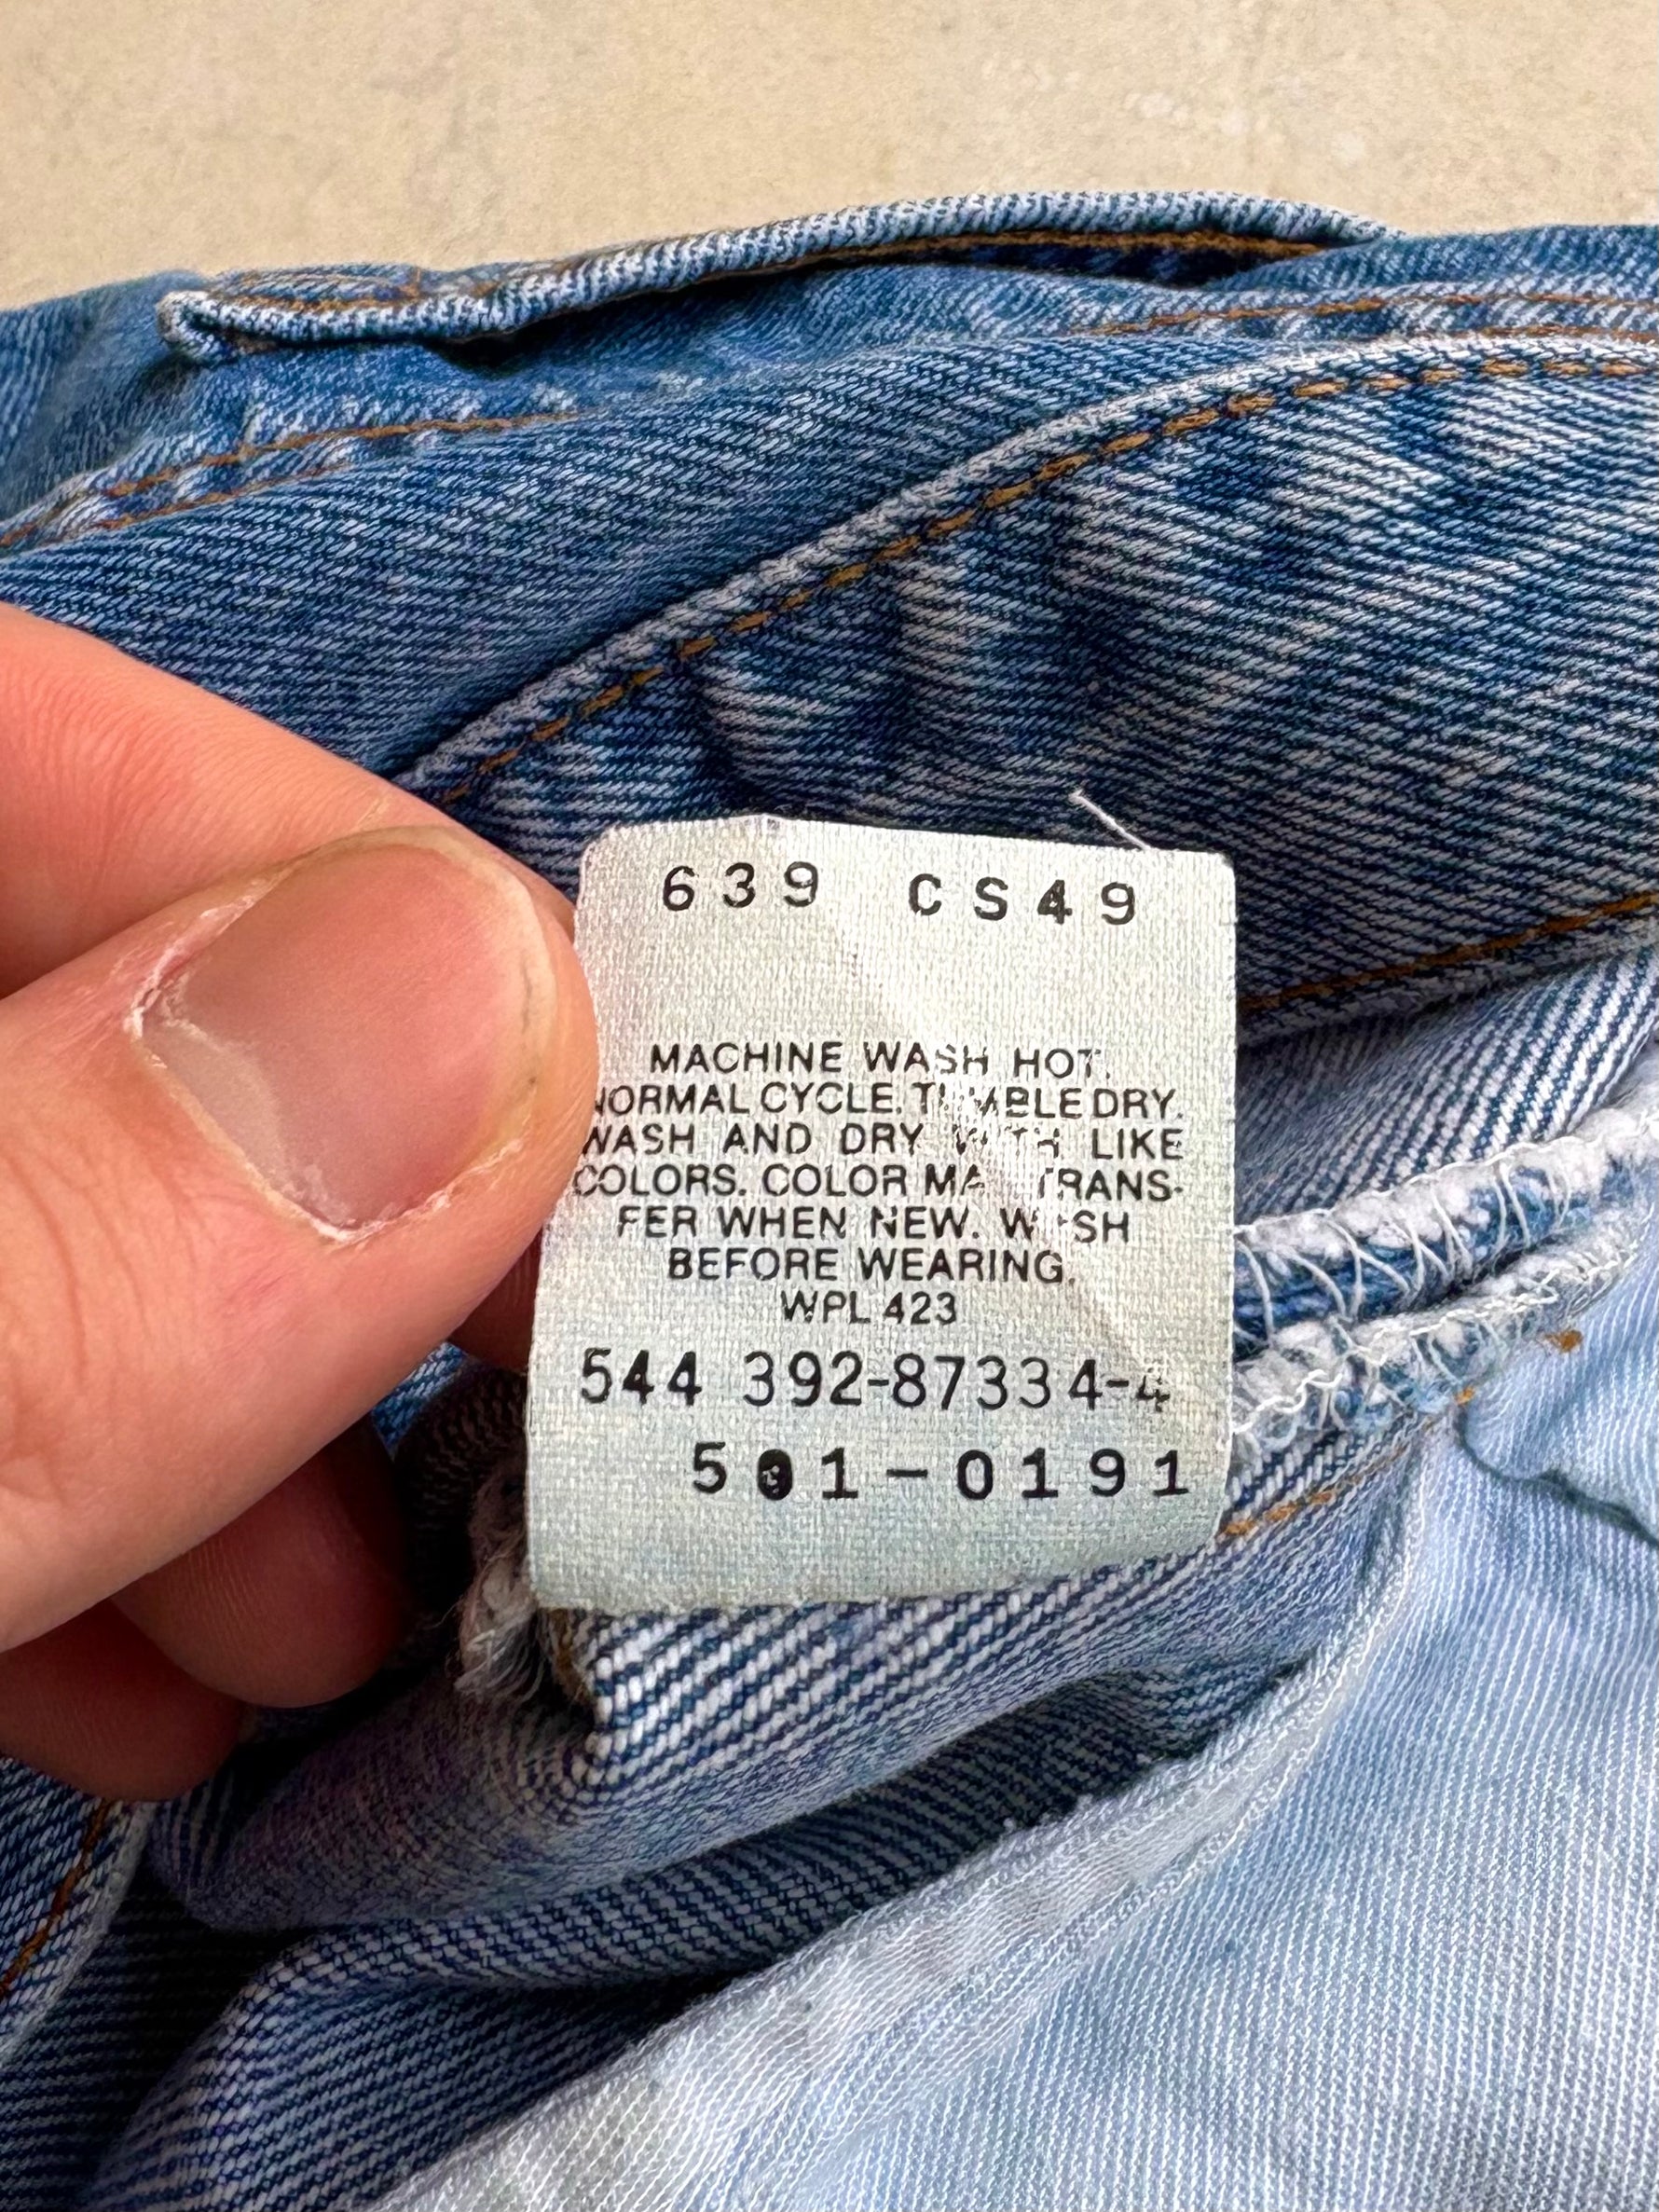 639 CS49
MACHINE WASH HOT.
NORMAL CYCLE. TUMBLE DRY.
WASH AND DRY WITH LIKE
COLORS. COLOR MAY TRANS-
FER WHEN NEW. WASH
BEFORE WEARING.
WPL 423
544 392-87334-4
501-0191